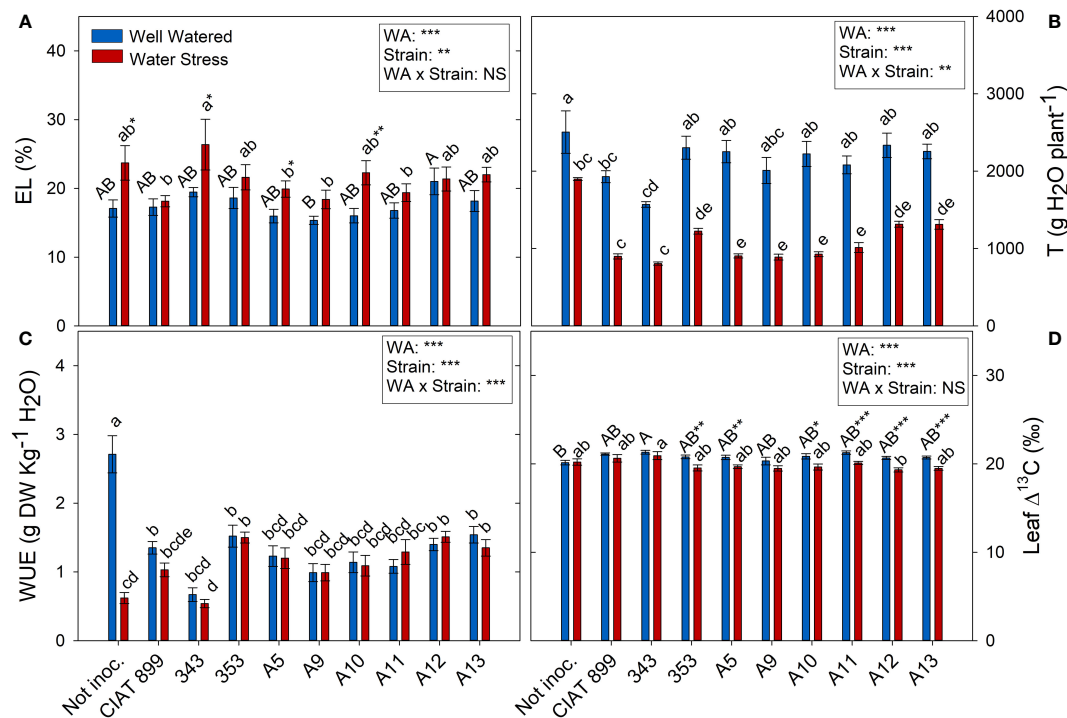 A
Well Watered
Water Stress
WA: ***
Strain: **
WA x Strain: NS
EL (%)
40
30
20
10
0
AB ab* AB b AB a* AB ab AB b* B b AB ab** AB b A ab AB ab
B
WA: ***
Strain: ***
WA x Strain: **
T (g H2O plant⁻¹)
4000
3000
2000
1000
0
a bc bc c cd c ab de ab e abc e ab e ab e ab de ab de
C
WA: ***
Strain: ***
WA x Strain: ***
WUE (g DW Kg⁻¹ H2O)
4
3
2
1
0
a cd b bcde bcd d b b bcd bcd bcd bcd bcd bcd bcd bc b b b b
Not inoc. CIAT 899 343 353 A5 A9 A10 A11 A12 A13
D
WA: ***
Strain: ***
WA x Strain: NS
Leaf Δ¹³C (‰)
30
20
10
0
B ab AB ab A a AB** ab AB** ab AB ab AB* ab AB*** ab AB*** b AB*** ab
Not inoc. CIAT 899 343 353 A5 A9 A10 A11 A12 A13